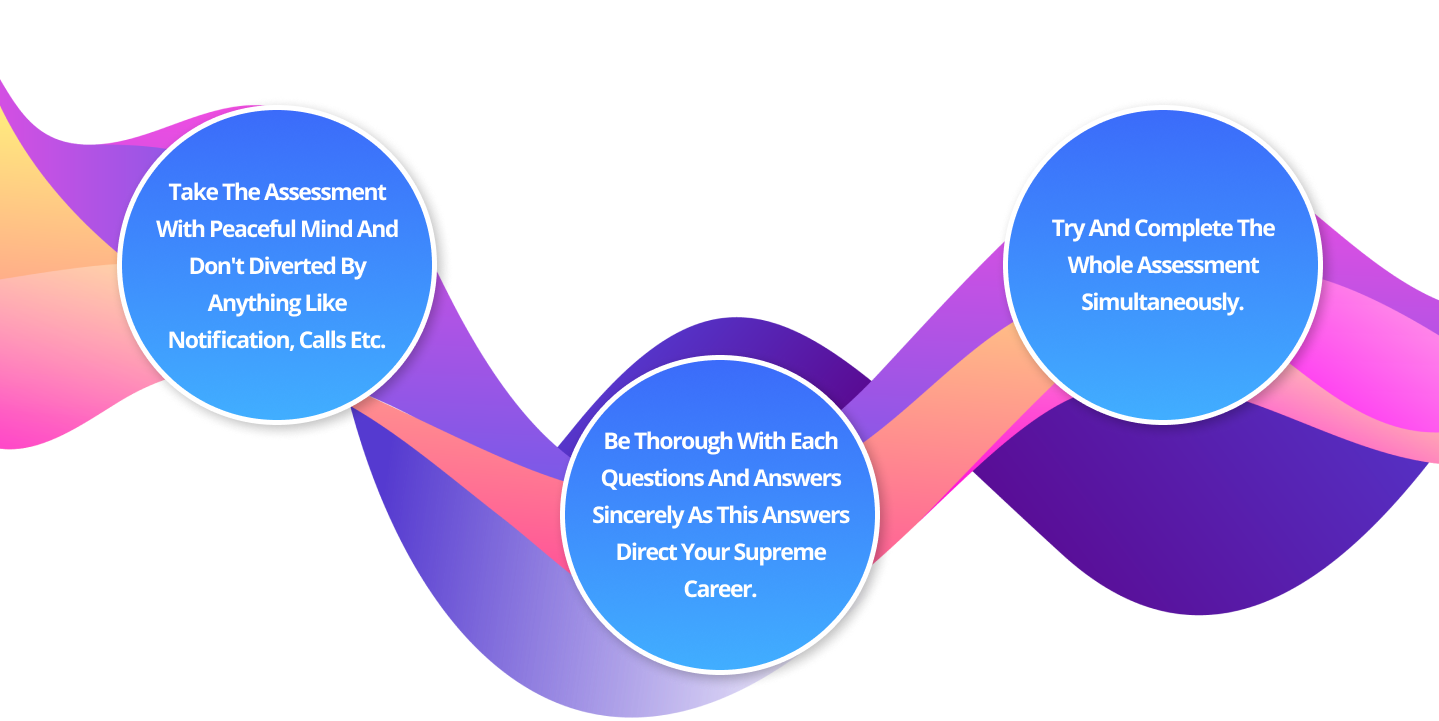 Take The Assessment
With Peaceful Mind And
Don't Diverted By
Anything Like
Notification, Calls Etc.
Be Thorough With Each
Questions And Answers
Sincerely As This Answers
Direct Your Supreme
Career.
Try And Complete The
Whole Assessment
Simultaneously.